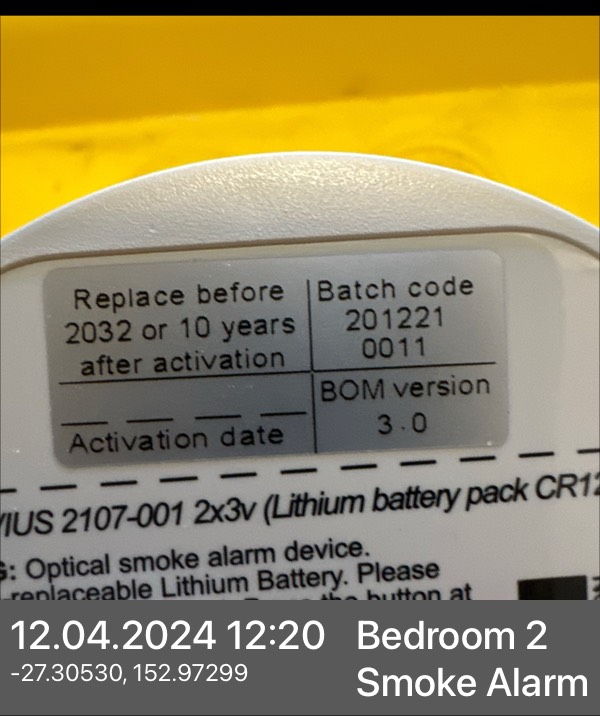 Replace before
2032 or 10 years
after activation
Batch code
201221
0011
Activation date
BOM version
3.0
2107-001 2x3v (Lithium battery pack
Optical smoke alarm device.
Lithium Battery. Please
button at
12.04.2024 12:20
-27.30530, 152.97299
Bedroom 2
Smoke Alarm